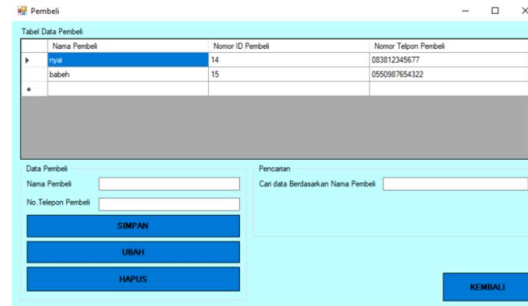 Pembeli
Tabel Data Pembeli
Nama Pembeli Nomor ID Pembeli Nomor Telpon Pembeli
nyai 14 083812345677
babeh 15 0550987654322
Data Pembeli
Nama Pembeli
No.Telepon Pembeli
SIMPAN
UBAH
HAPUS
Pencarian
Cari data Berdasarkan Nama Pembeli
KEMBALI